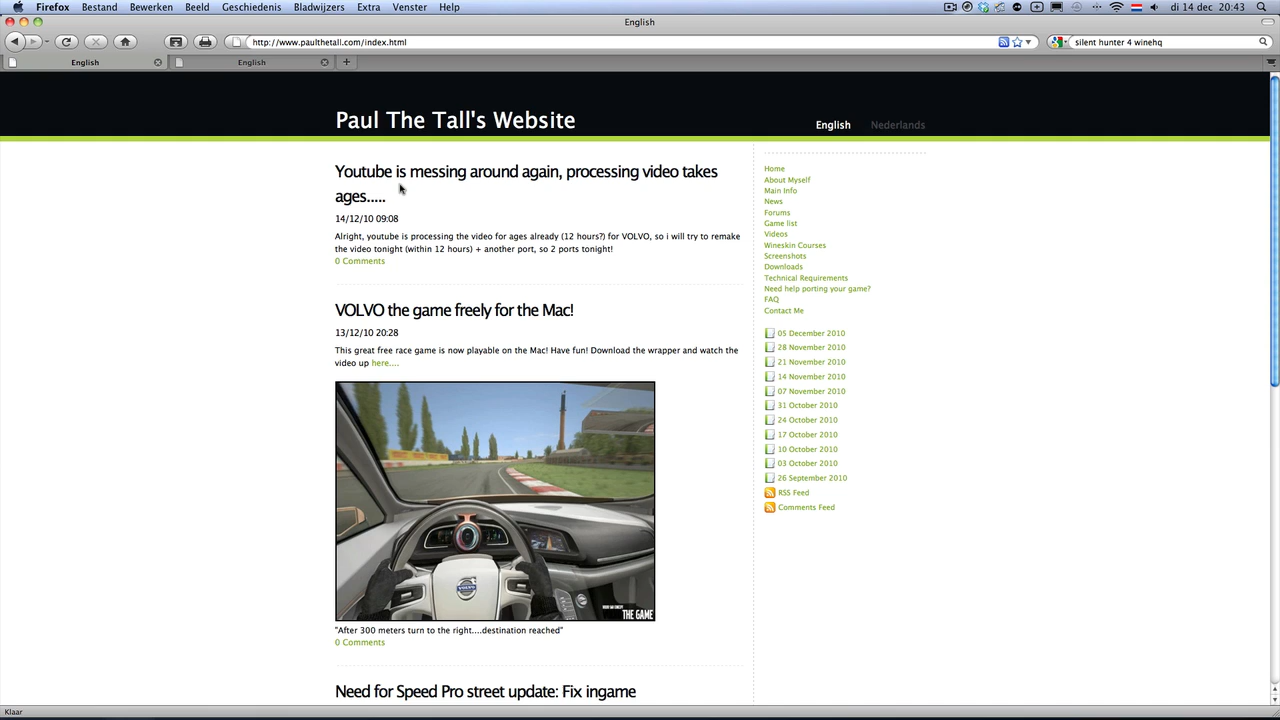 Firefox Bestand Bewerken Beeld Geschiedenis Bladwijzers Extra Venster Help di 14 dec 20:43
English
http://www.paulthetall.com/index.html silent hunter 4 winehq
English English
Paul The Tall's Website
English Nederlands
Youtube is messing around again, processing video takes
ages.....
14/12/10 09:08
Alright, youtube is processing the video for ages already (12 hours?) for VOLVO, so i will try to remake
the video tonight (within 12 hours) + another port, so 2 ports tonight!
0 Comments
VOLVO the game freely for the Mac!
13/12/10 20:28
This great free race game is now playable on the Mac! Have fun! Download the wrapper and watch the
video up here....
VOLVO
THE GAME
"After 300 meters turn to the right....destination reached"
0 Comments
Need for Speed Pro street update: Fix ingame
Home
About Myself
Main Info
News
Forums
Game list
Videos
Wineskin Courses
Screenshots
Downloads
Technical Requirements
Need help porting your game?
FAQ
Contact Me
05 December 2010
28 November 2010
21 November 2010
14 November 2010
07 November 2010
31 October 2010
24 October 2010
17 October 2010
10 October 2010
03 October 2010
26 September 2010
RSS Feed
Comments Feed
Klaar